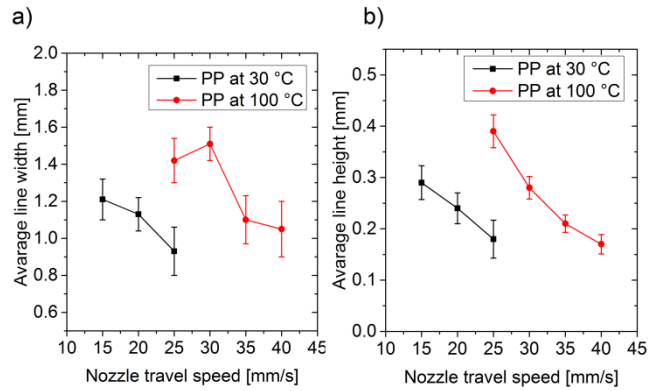 a)
2.0
1.8
1.6
1.4
1.2
1.0
0.8
0.6
10 15 20 25 30 35 40 45
Nozzle travel speed [mm/s]
Avarage line width [mm]
PP at 30 °C
PP at 100 °C
b)
0.5
0.4
0.3
0.2
0.1
0.0
10 15 20 25 30 35 40 45
Nozzle travel speed [mm/s]
Avarage line height [mm]
PP at 30 °C
PP at 100 °C